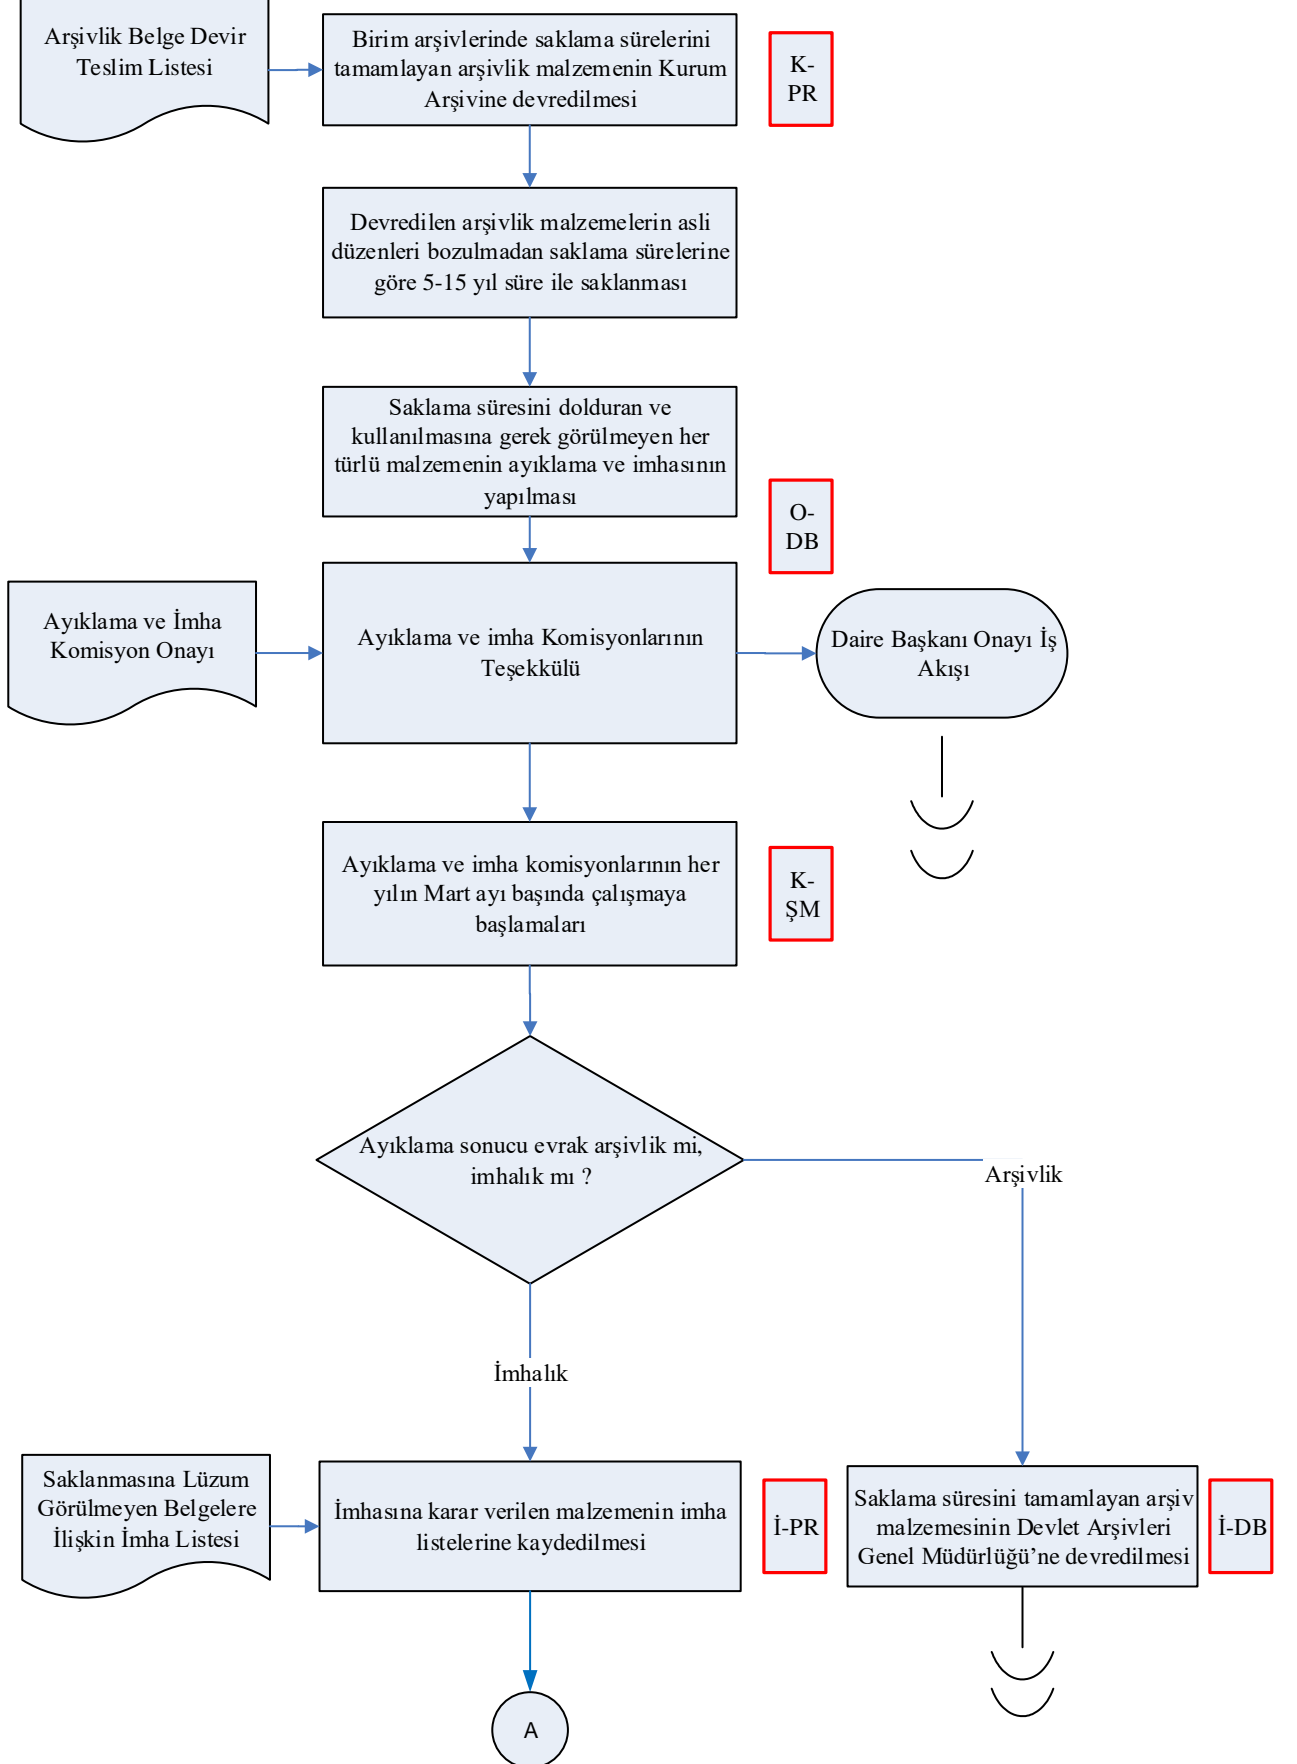 Arşivlik Belge Devir
Teslim Listesi
Birim arşivlerinde saklama sürelerini
tamamlayan arşivlik malzemenin Kurum
Arşivine devredilmesi
K-
PR
Devredilen arşivlik malzemelerin asli
düzenleri bozulmadan saklama sürelerine
göre 5-15 yıl süre ile saklanması
Saklama süresini dolduran ve
kullanılmasına gerek görülmeyen her
türlü malzemenin ayıklama ve imhasının
yapılması
O-
DB
Ayıklama ve İmha
Komisyon Onayı
Ayıklama ve imha Komisyonlarının
Teşekkülü
Daire Başkanı Onayı İş
Akışı
Ayıklama ve imha komisyonlarının her
yılın Mart ayı başında çalışmaya
başlamaları
K-
ŞM
Ayıklama sonucu evrak arşivlik mi,
imhalık mı ?
Arşivlik
İmhalık
Saklanmasına Lüzum
Görülmeyen Belgelere
İlişkin İmha Listesi
İmhasına karar verilen malzemenin imha
listelerine kaydedilmesi
İ-PR
Saklama süresini tamamlayan arşiv
malzemesinin Devlet Arşivleri
Genel Müdürlüğü’ne devredilmesi
İ-DB
A